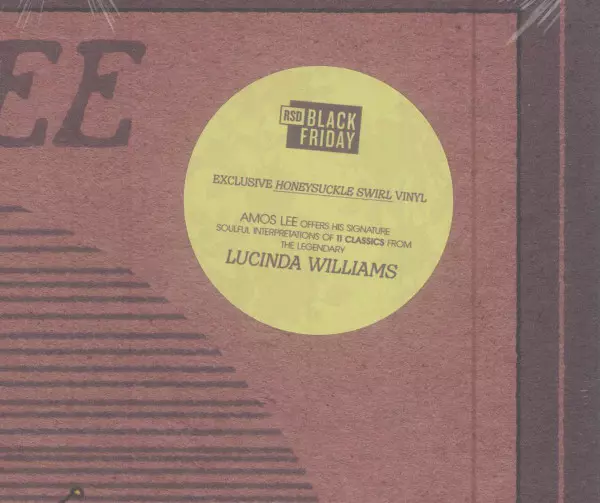 EE
RSD BLACK
FRIDAY
EXCLUSIVE HONEYSUCKLE SWIRL VINYL
AMOS LEE OFFERS HIS SIGNATURE
SOULFUL INTERPRETATIONS OF 11 CLASSICS FROM
THE LEGENDARY
LUCINDA WILLIAMS